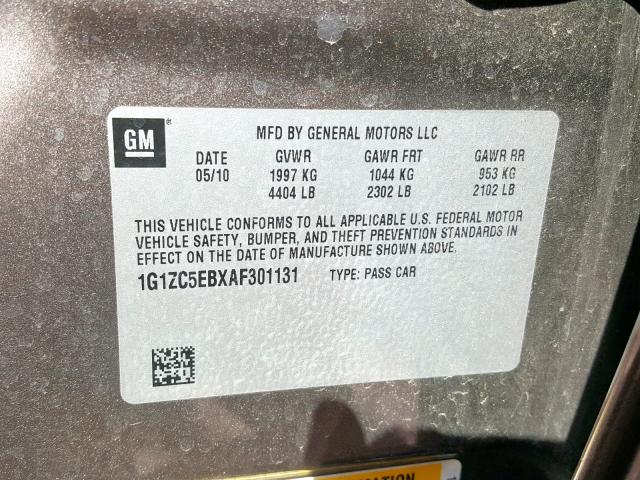 GM®
MFD BY GENERAL MOTORS LLC
DATE GVWR GAWR FRT GAWR RR
05/10 1997 KG 1044 KG 953 KG
4404 LB 2302 LB 2102 LB
THIS VEHICLE CONFORMS TO ALL APPLICABLE U.S. FEDERAL MOTOR
VEHICLE SAFETY, BUMPER, AND THEFT PREVENTION STANDARDS IN
EFFECT ON THE DATE OF MANUFACTURE SHOWN ABOVE.
1G1ZC5EBXAF301131 TYPE: PASS CAR